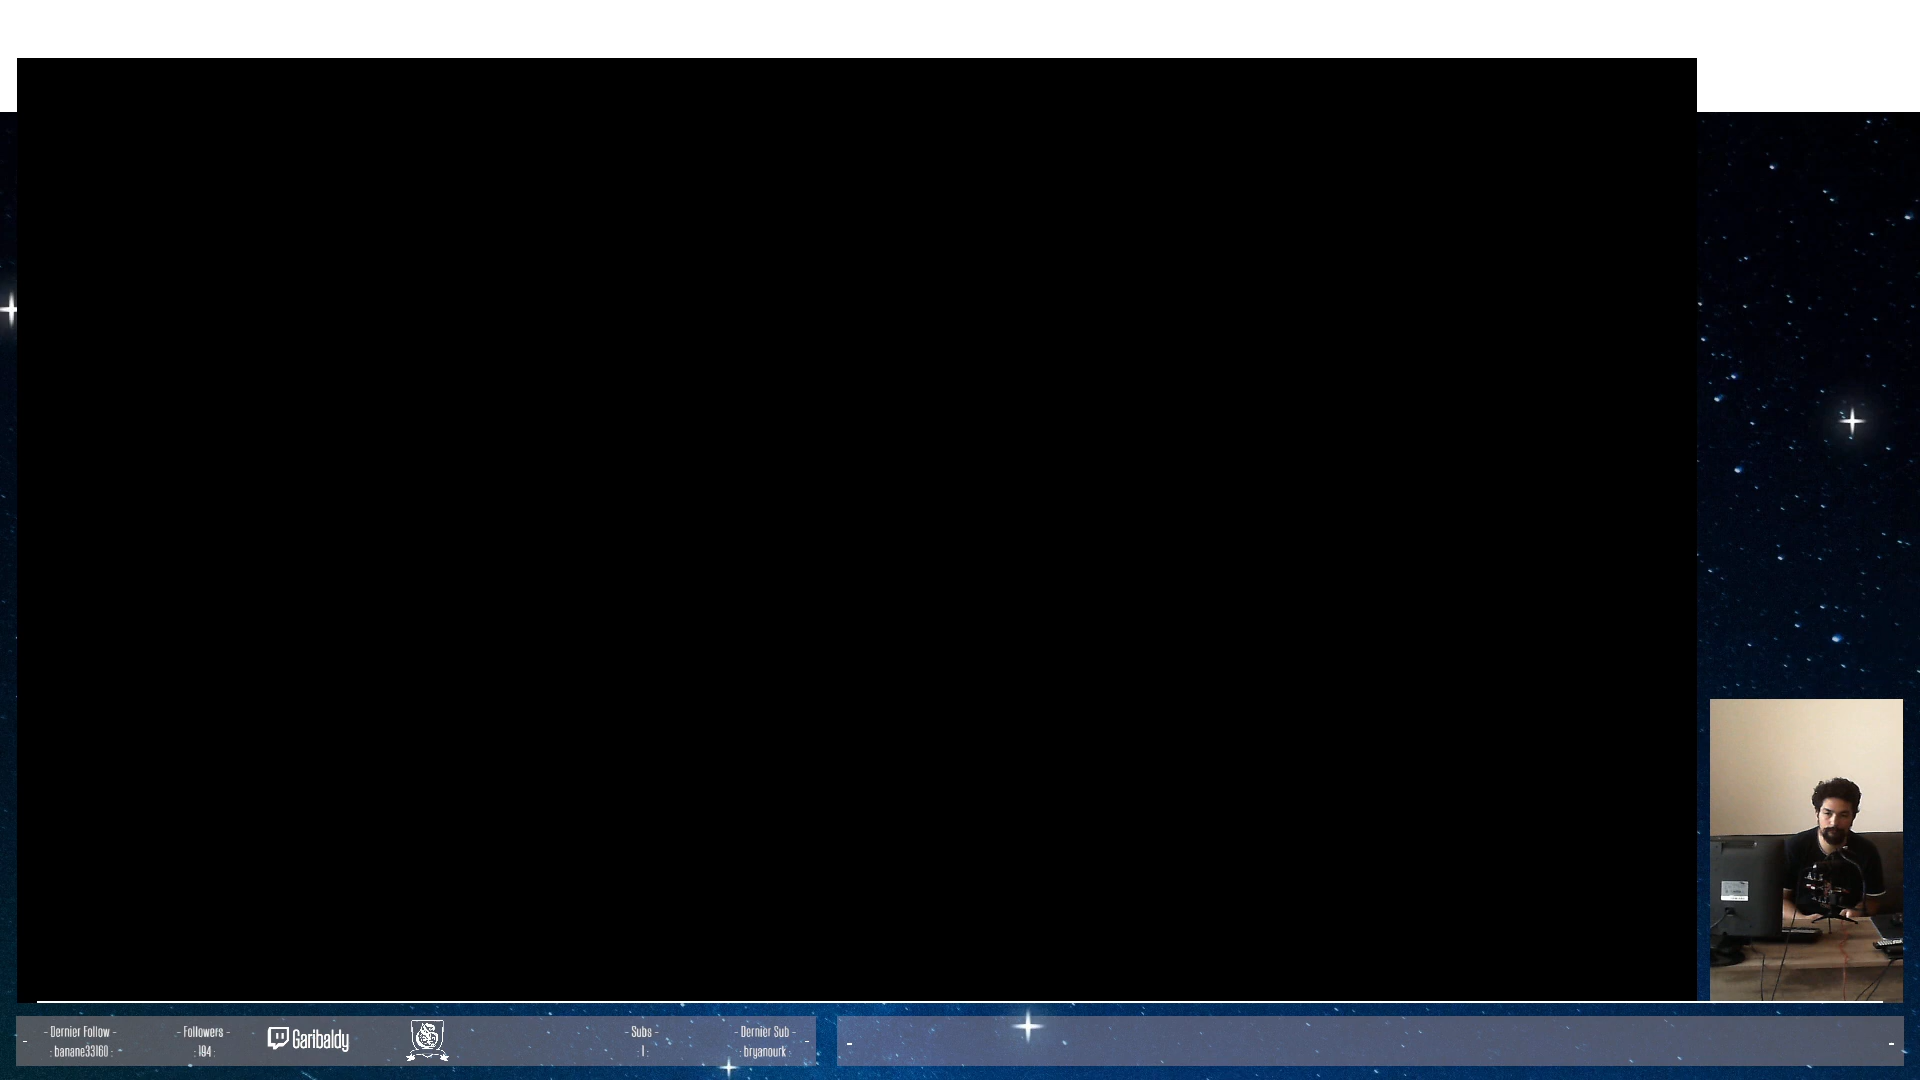 - Dernier Follow -
: banane33160 :
- Followers -
: 194 :
Garibaldy
- Subs -
: 1 :
- Dernier Sub -
: bryanourk :